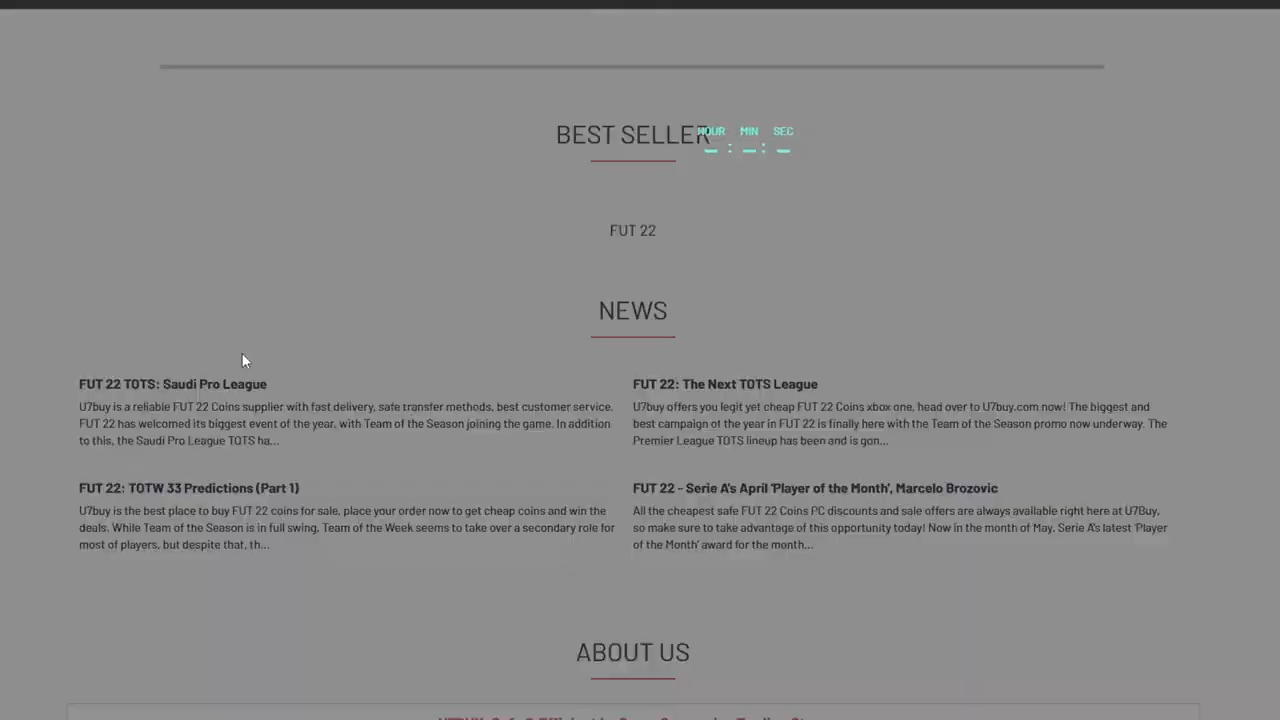 BEST SELLER
HOUR MIN SEC
FUT 22
NEWS
FUT 22 TOTS: Saudi Pro League
U7buy is a reliable FUT 22 Coins supplier with fast delivery, safe transfer methods, best customer service.
FUT 22 has welcomed its biggest event of the year, with Team of the Season joining the game. In addition
to this, the Saudi Pro League TOTS ha...
FUT 22: The Next TOTS League
U7buy offers you legit yet cheap FUT 22 Coins xbox one, head over to U7buy.com now! The biggest and
best campaign of the year in FUT 22 is finally here with the Team of the Season promo now underway. The
Premier League TOTS lineup has been and is gon...
FUT 22: TOTW 33 Predictions (Part 1)
U7buy is the best place to buy FUT 22 coins for sale, place your order now to get cheap coins and win the
deals. While Team of the Season is in full swing, Team of the Week seems to take over a secondary role for
most of players, but despite that, th...
FUT 22 - Serie A's April 'Player of the Month', Marcelo Brozovic
All the cheapest safe FUT 22 Coins PC discounts and sale offers are always available right here at U7Buy,
so make sure to take advantage of this opportunity today! Now in the month of May, Serie A's latest 'Player
of the Month' award for the month...
ABOUT US